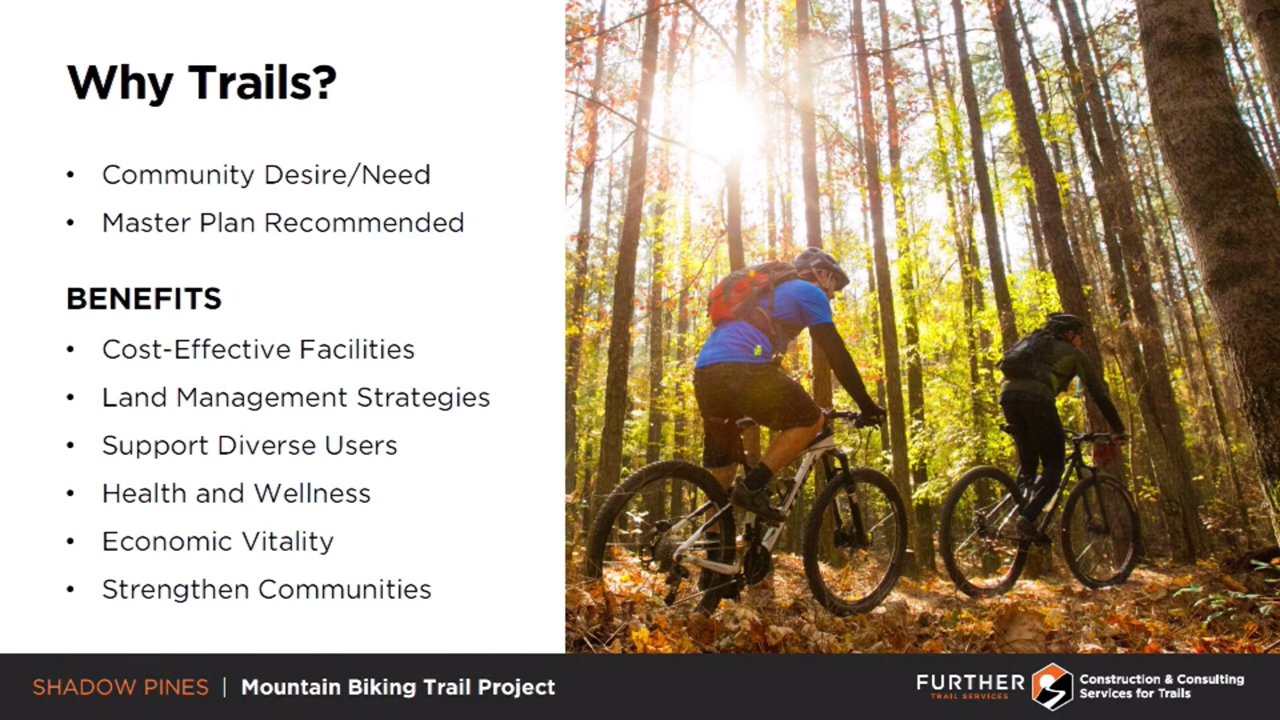 Why Trails?
• Community Desire/Need
• Master Plan Recommended
BENEFITS
• Cost-Effective Facilities
• Land Management Strategies
• Support Diverse Users
• Health and Wellness
• Economic Vitality
• Strengthen Communities
SHADOW PINES | Mountain Biking Trail Project
FURTHER
TRAIL SERVICES
Construction & Consulting
Services for Trails